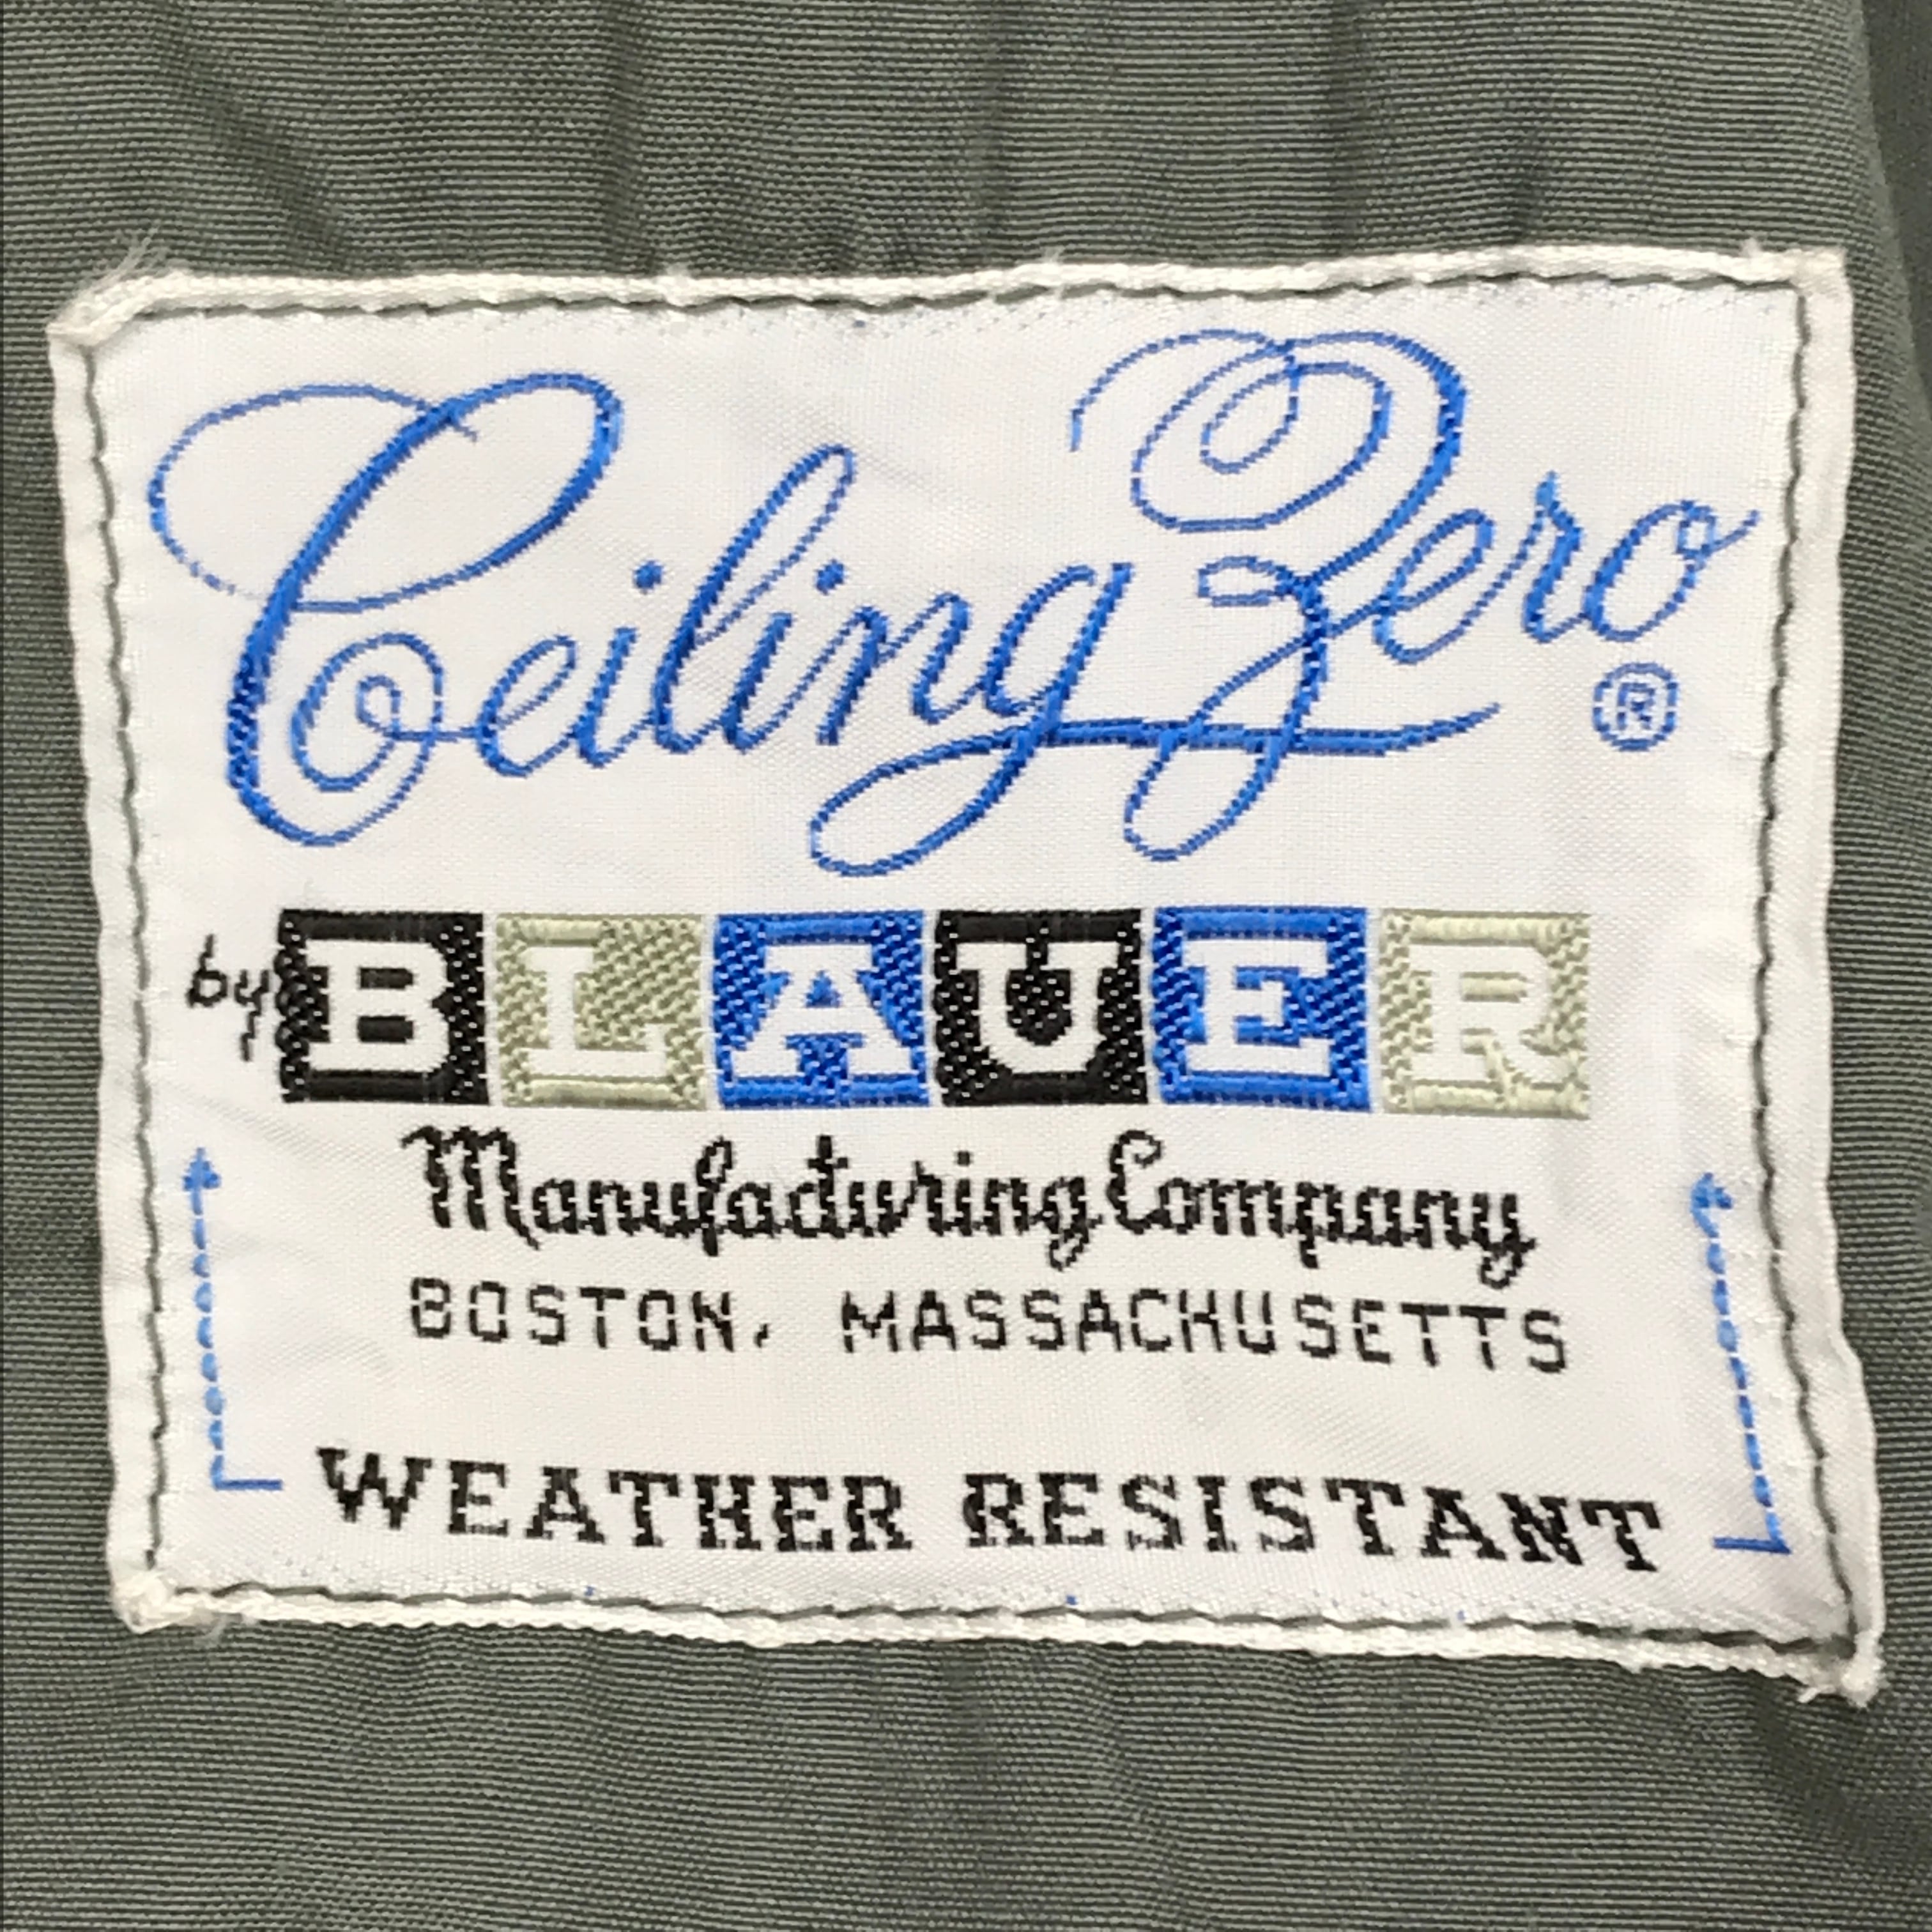 Ceiling Zero ®
by BLAUER
Manufacturing Company
BOSTON, MASSACHUSETTS
WEATHER RESISTANT